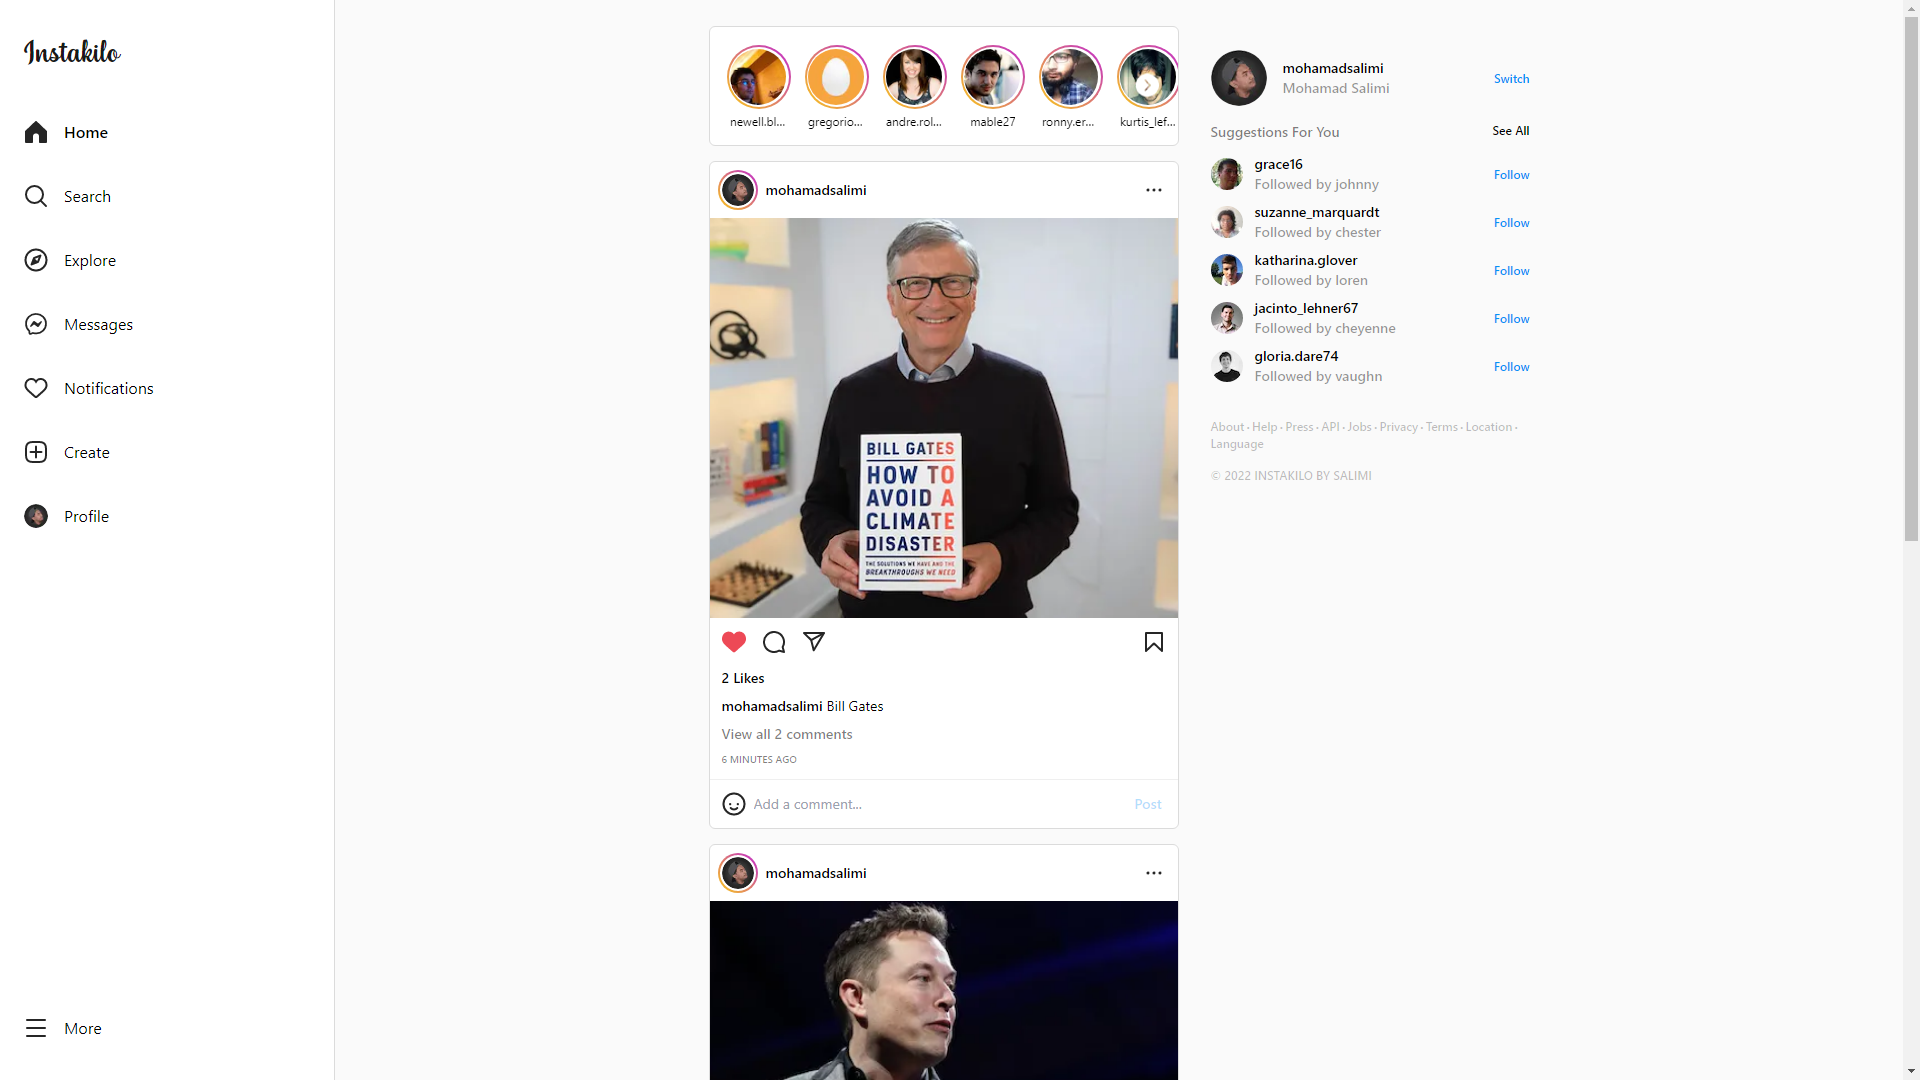 Instakilo
Home
Search
Explore
Messages
Notifications
Create
Profile
More
newell.bl...
gregorio...
andre.rol...
mable27
ronny.er...
kurtis_lef...
mohamadsalimi
BILL GATES
HOW TO
AVOID A
CLIMATE
DISASTER
THE SOLUTIONS WE HAVE AND THE
BREAKTHROUGHS WE NEED
2 Likes
mohamadsalimi Bill Gates
View all 2 comments
6 MINUTES AGO
Add a comment...
Post
mohamadsalimi
mohamadsalimi
Mohamad Salimi
Switch
Suggestions For You
See All
grace16
Followed by johnny
Follow
suzanne_marquardt
Followed by chester
Follow
katharina.glover
Followed by loren
Follow
jacinto_lehner67
Followed by cheyenne
Follow
gloria.dare74
Followed by vaughn
Follow
About · Help · Press · API · Jobs · Privacy · Terms · Location ·
Language
© 2022 INSTAKILO BY SALIMI